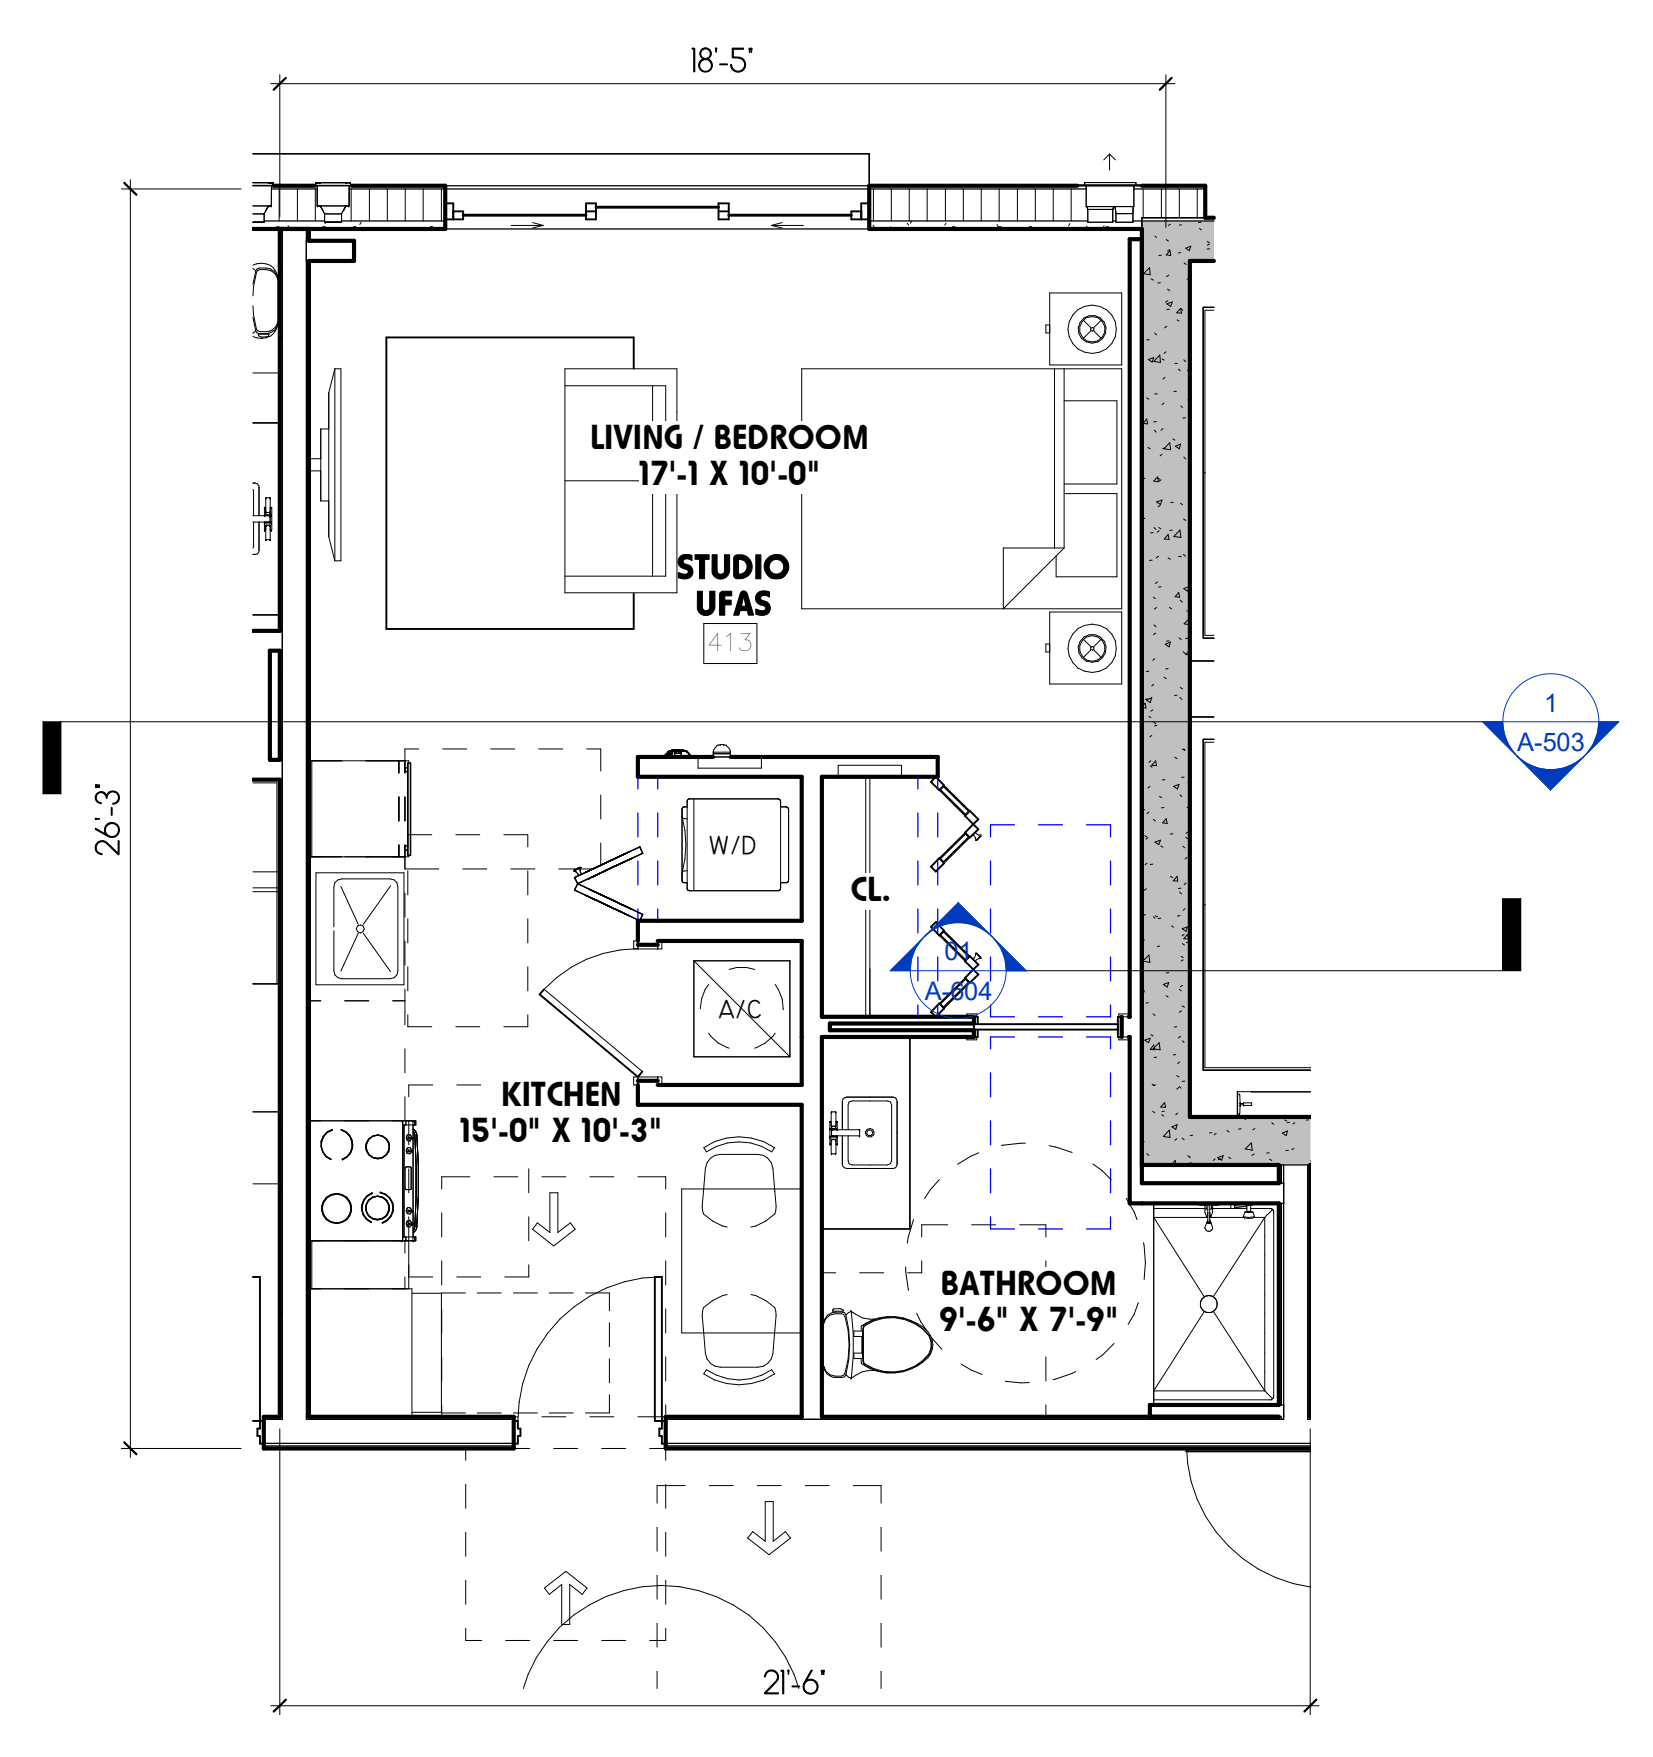 18'-5"
LIVING / BEDROOM
17'-1 X 10'-0"
STUDIO
UFAS
413
1
A-503
26'-3"
W/D
CL.
01
A-604
A/C
KITCHEN
15'-0" X 10'-3"
BATHROOM
9'-6" X 7'-9"
21'-6"